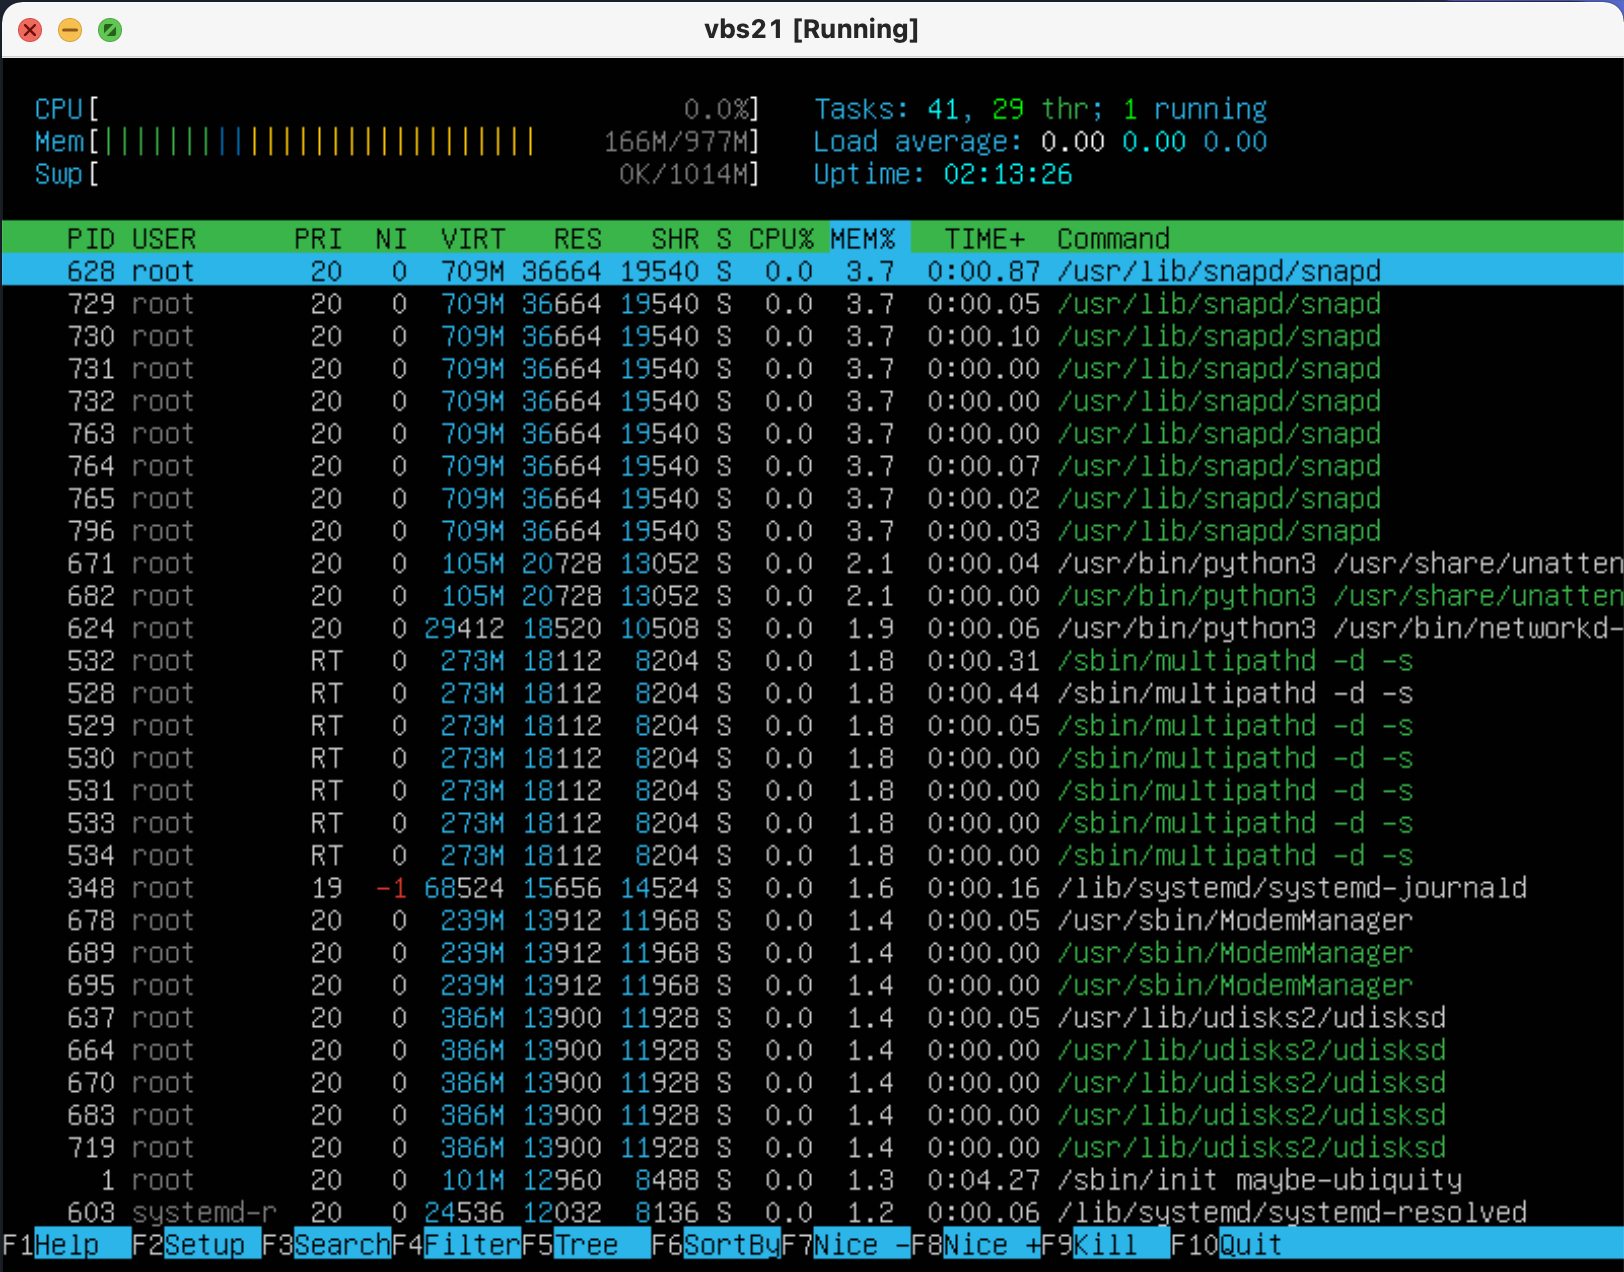 vbs21 [Running]
CPU[ 0.0%] Tasks: 41, 29 thr; 1 running
Mem[||||||||||||||||||||||||||| 166M/977M] Load average: 0.00 0.00 0.00
Swp[ 0K/1014M] Uptime: 02:13:26
PID USER PRI NI VIRT RES SHR S CPU% MEM% TIME+ Command
628 root 20 0 709M 36664 19540 S 0.0 3.7 0:00.87 /usr/lib/snapd/snapd
729 root 20 0 709M 36664 19540 S 0.0 3.7 0:00.05 /usr/lib/snapd/snapd
730 root 20 0 709M 36664 19540 S 0.0 3.7 0:00.10 /usr/lib/snapd/snapd
731 root 20 0 709M 36664 19540 S 0.0 3.7 0:00.00 /usr/lib/snapd/snapd
732 root 20 0 709M 36664 19540 S 0.0 3.7 0:00.00 /usr/lib/snapd/snapd
763 root 20 0 709M 36664 19540 S 0.0 3.7 0:00.00 /usr/lib/snapd/snapd
764 root 20 0 709M 36664 19540 S 0.0 3.7 0:00.07 /usr/lib/snapd/snapd
765 root 20 0 709M 36664 19540 S 0.0 3.7 0:00.02 /usr/lib/snapd/snapd
796 root 20 0 709M 36664 19540 S 0.0 3.7 0:00.03 /usr/lib/snapd/snapd
671 root 20 0 105M 20728 13052 S 0.0 2.1 0:00.04 /usr/bin/python3 /usr/share/unatten
682 root 20 0 105M 20728 13052 S 0.0 2.1 0:00.00 /usr/bin/python3 /usr/share/unatten
624 root 20 0 29412 18520 10508 S 0.0 1.9 0:00.06 /usr/bin/python3 /usr/bin/networkd-
532 root RT 0 273M 18112 8204 S 0.0 1.8 0:00.31 /sbin/multipathd -d -s
528 root RT 0 273M 18112 8204 S 0.0 1.8 0:00.44 /sbin/multipathd -d -s
529 root RT 0 273M 18112 8204 S 0.0 1.8 0:00.05 /sbin/multipathd -d -s
530 root RT 0 273M 18112 8204 S 0.0 1.8 0:00.00 /sbin/multipathd -d -s
531 root RT 0 273M 18112 8204 S 0.0 1.8 0:00.00 /sbin/multipathd -d -s
533 root RT 0 273M 18112 8204 S 0.0 1.8 0:00.00 /sbin/multipathd -d -s
534 root RT 0 273M 18112 8204 S 0.0 1.8 0:00.00 /sbin/multipathd -d -s
348 root 19 -1 68524 15656 14524 S 0.0 1.6 0:00.16 /lib/systemd/systemd-journald
678 root 20 0 239M 13912 11968 S 0.0 1.4 0:00.05 /usr/sbin/ModemManager
689 root 20 0 239M 13912 11968 S 0.0 1.4 0:00.00 /usr/sbin/ModemManager
695 root 20 0 239M 13912 11968 S 0.0 1.4 0:00.00 /usr/sbin/ModemManager
637 root 20 0 386M 13900 11928 S 0.0 1.4 0:00.05 /usr/lib/udisks2/udisksd
664 root 20 0 386M 13900 11928 S 0.0 1.4 0:00.00 /usr/lib/udisks2/udisksd
670 root 20 0 386M 13900 11928 S 0.0 1.4 0:00.00 /usr/lib/udisks2/udisksd
683 root 20 0 386M 13900 11928 S 0.0 1.4 0:00.00 /usr/lib/udisks2/udisksd
719 root 20 0 386M 13900 11928 S 0.0 1.4 0:00.00 /usr/lib/udisks2/udisksd
1 root 20 0 101M 12960 8488 S 0.0 1.3 0:04.27 /sbin/init maybe-ubiquity
603 systemd-r 20 0 24536 12032 8136 S 0.0 1.2 0:00.06 /lib/systemd/systemd-resolved
F1Help F2Setup F3SearchF4FilterF5Tree F6SortByF7Nice -F8Nice +F9Kill F10Quit